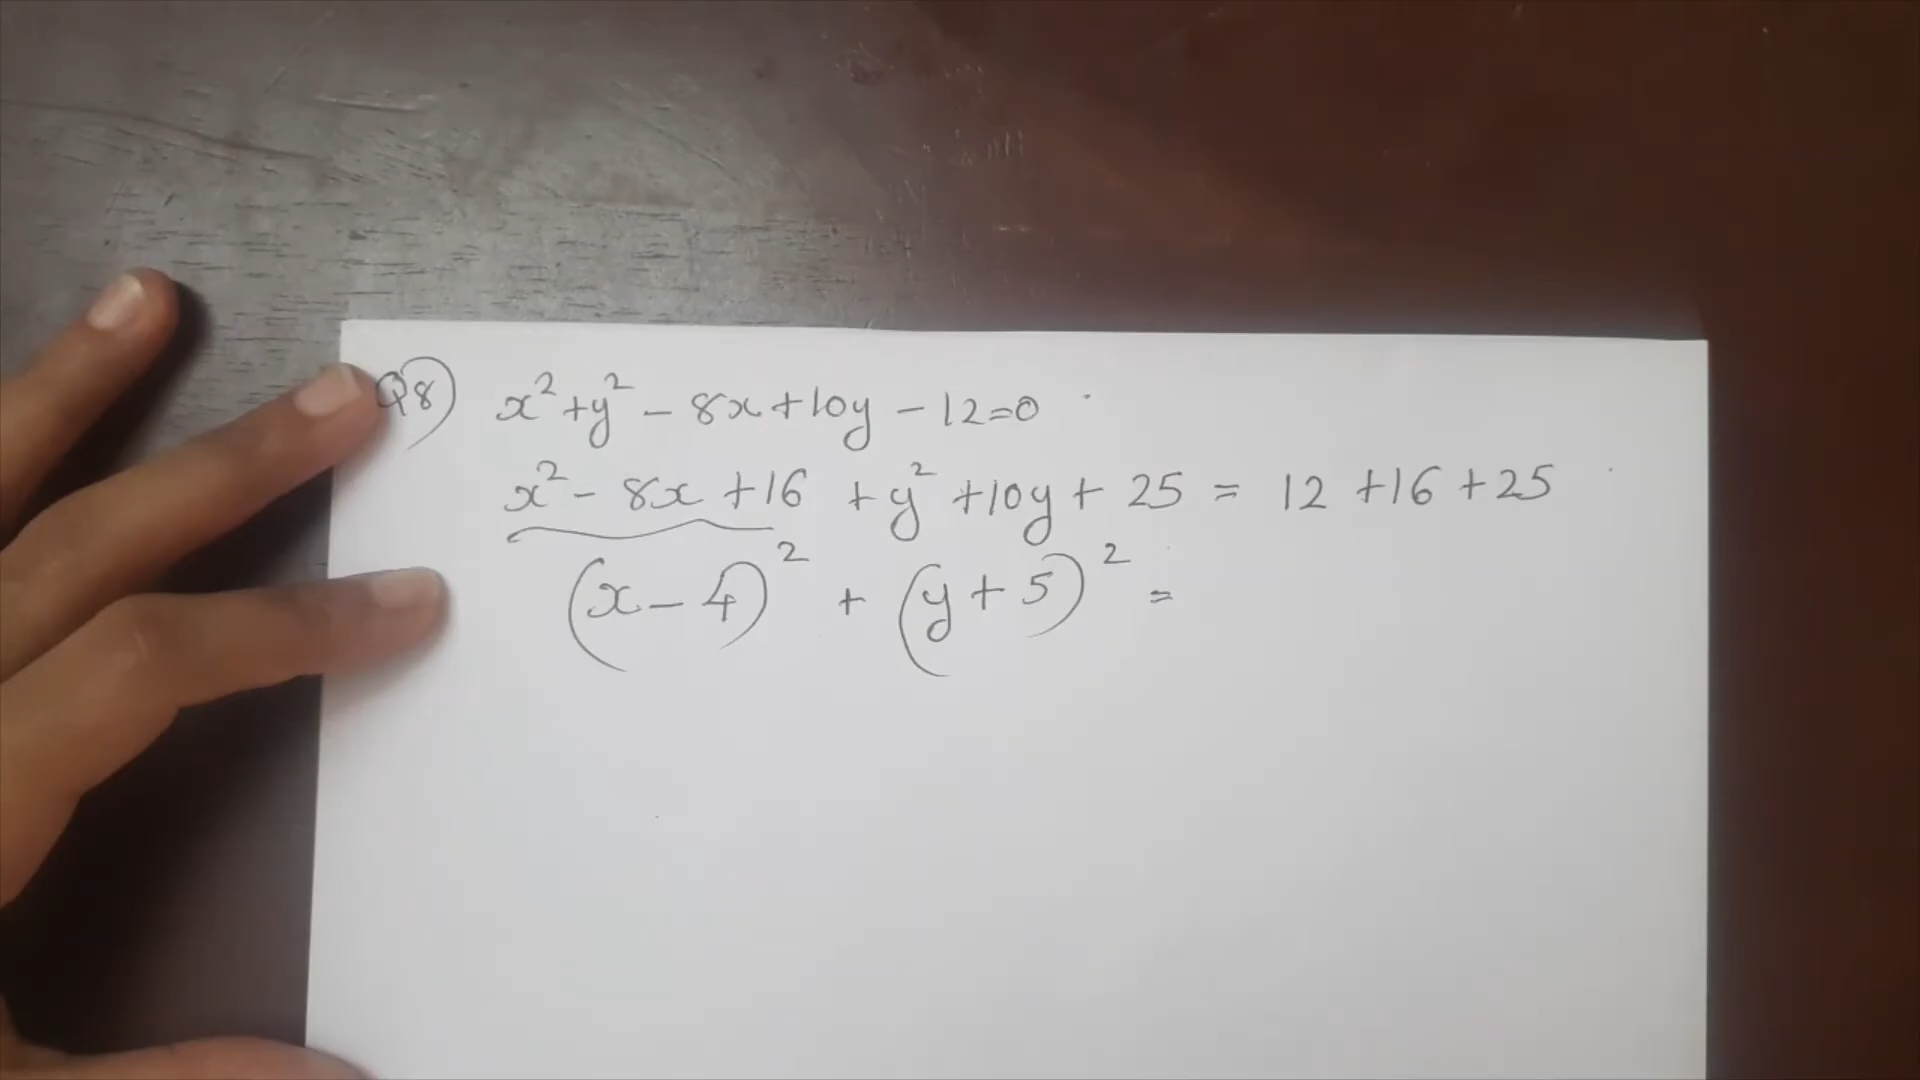 Q8) x²+y²-8x+10y-12=0
x²-8x+16+y²+10y+25=12+16+25
(x-4)²+(y+5)²=